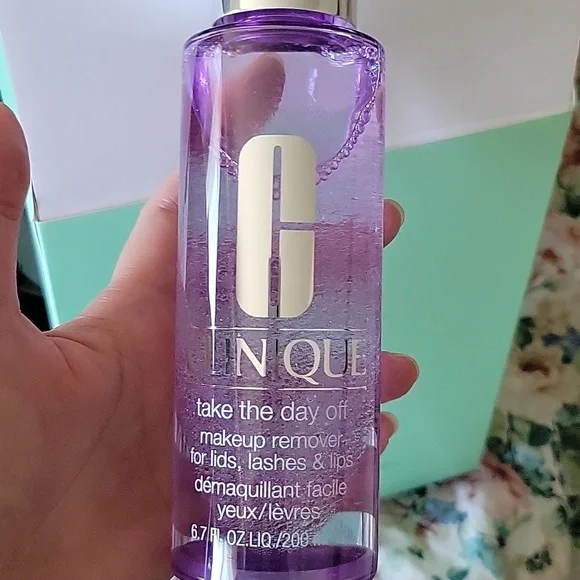 C
CLINIQUE
take the day off
makeup remover
for lids, lashes & lips
démaquillant facile
yeux/lèvres
6.7 FL. OZ. LIQ./200